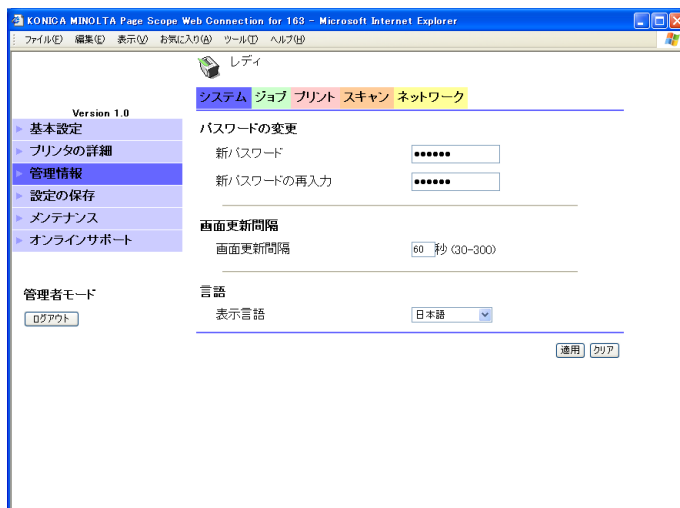 KONICA MINOLTA Page Scope Web Connection for 163 - Microsoft Internet Explorer
ファイル(F) 編集(E) 表示(V) お気に入り(A) ツール(T) ヘルプ(H)
レディ
システム ジョブ プリント スキャン ネットワーク
Version 1.0
基本設定
プリンタの詳細
管理情報
設定の保存
メンテナンス
オンラインサポート
管理者モード
ログアウト
パスワードの変更
新パスワード ●●●●●●
新パスワードの再入力 ●●●●●●
画面更新間隔
画面更新間隔 60 秒 (30-300)
言語
表示言語 日本語
適用 クリア